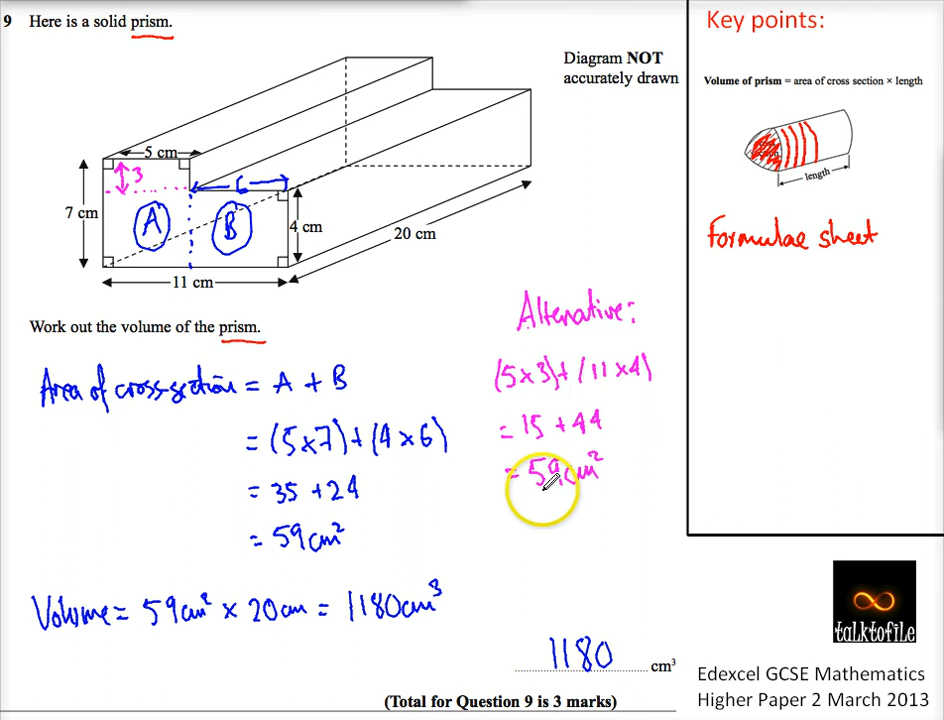 9 Here is a solid prism.
Diagram NOT
accurately drawn
5 cm
3
6
7 cm
A
B
4 cm
20 cm
11 cm
Work out the volume of the prism.
Area of cross-section = A + B
= (5 x 7) + (4 x 6)
= 35 + 24
= 59cm²
Volume = 59cm² x 20cm = 1180cm³
Alternative:
(5 x 3) + (11 x 4)
= 15 + 44
= 59cm²
1180 cm³
(Total for Question 9 is 3 marks)
Key points:
Volume of prism = area of cross section × length
length
Formulae sheet
talktofile
Edexcel GCSE Mathematics
Higher Paper 2 March 2013